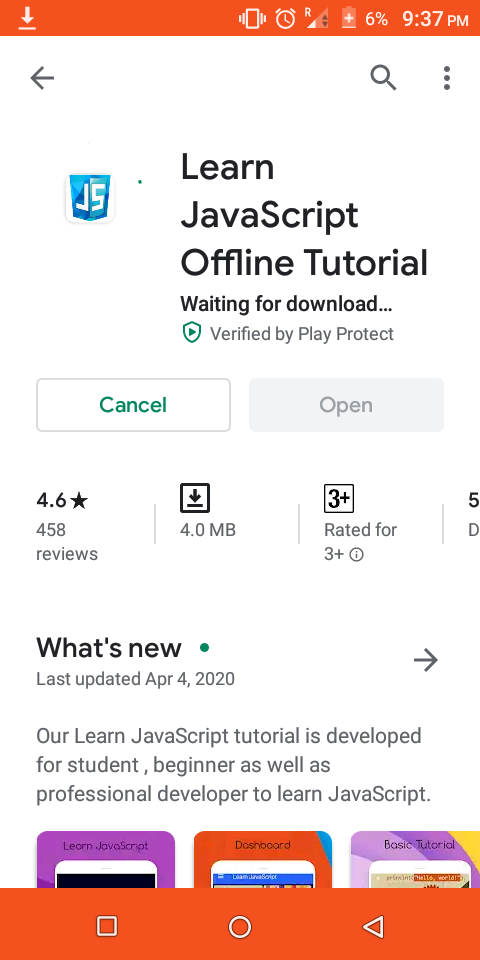 R
6%
9:37 PM
JS
Learn
JavaScript
Offline Tutorial
Waiting for download...
Verified by Play Protect
Cancel
Open
4.6★
458
reviews
4.0 MB
3+
Rated for
3+
5
D
What's new
Last updated Apr 4, 2020
Our Learn JavaScript tutorial is developed
for student , beginner as well as
professional developer to learn JavaScript.
Learn JavaScript
Dashboard
Learn JavaScript
Basic Tutorial
println("Hello, world!");